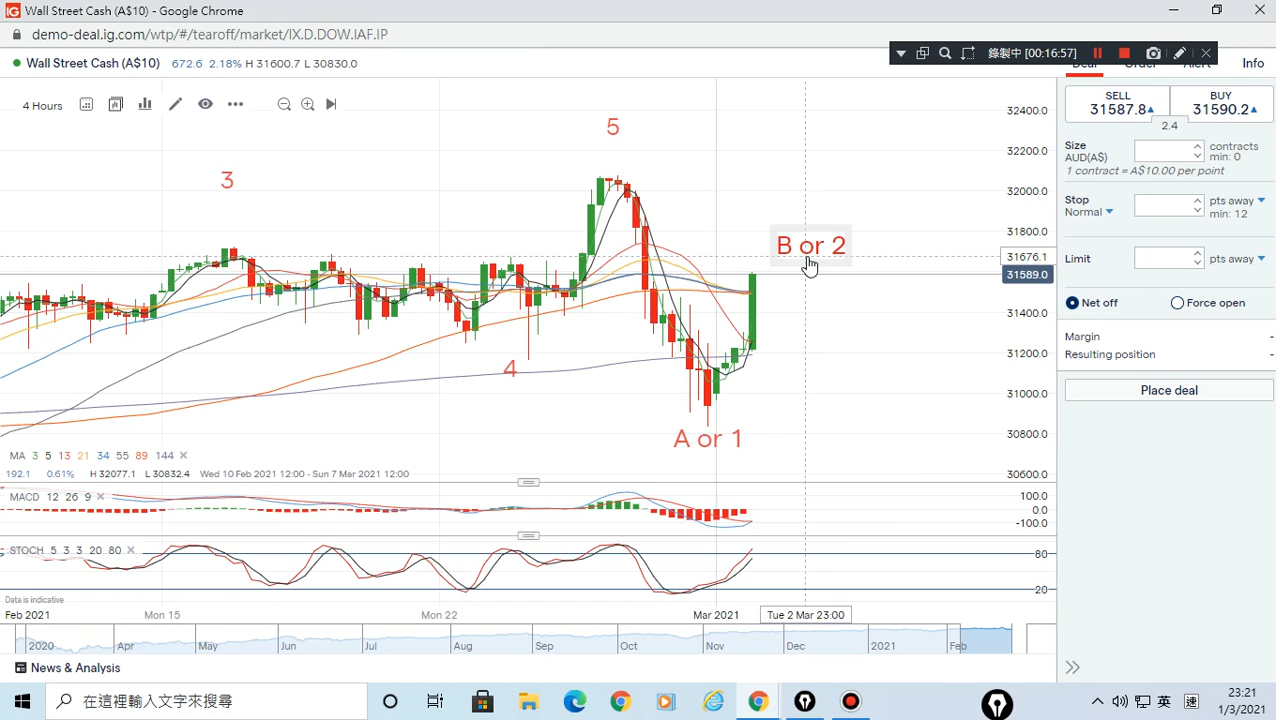 Wall Street Cash (A$10) - Google Chrome
demo-deal.ig.com/wtp/#/tearoff/market/IX.D.DOW.IAF.IP
Wall Street Cash (A$10) 672.6 2.18% H 31600.7 L 30830.0
錄製中 [00:16:57]
Deal Order Alert Info
4 Hours
SELL
31587.8
BUY
31590.2
2.4
Size
AUD(A$)
contracts
min: 0
1 contract = A$10.00 per point
Stop
Normal
pts away
min: 12
Limit
pts away
Net off
Force open
Margin -
Resulting position -
Place deal
32400.0
32200.0
32000.0
31800.0
31676.1
31589.0
31400.0
31200.0
31000.0
30800.0
30600.0
3
5
4
A or 1
B or 2
MA 3 5 13 21 34 55 89 144
192.1 0.61% H 32077.1 L 30832.4 Wed 10 Feb 2021 12:00 - Sun 7 Mar 2021 12:00
MACD 12 26 9
100.0
0.0
-100.0
STOCH 5 3 3 20 80
80
20
Data is indicative
Feb 2021 Mon 15 Mon 22 Mar 2021 Tue 2 Mar 23:00
2020 Apr May Jun Jul Aug Sep Oct Nov Dec 2021 Feb
News & Analysis
在這裡輸入文字來搜尋
英
23:21
1/3/2021